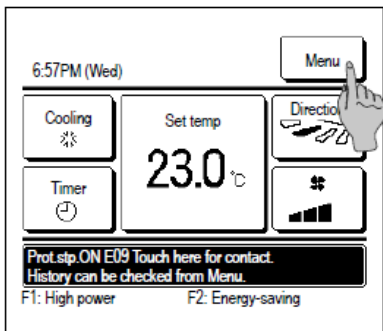 Menu
6:57PM (Wed)
Cooling
Set temp
Direction
23.0 °C
Timer
Prot.stp.ON E09 Touch here for contact.
History can be checked from Menu.
F1: High power F2: Energy-saving